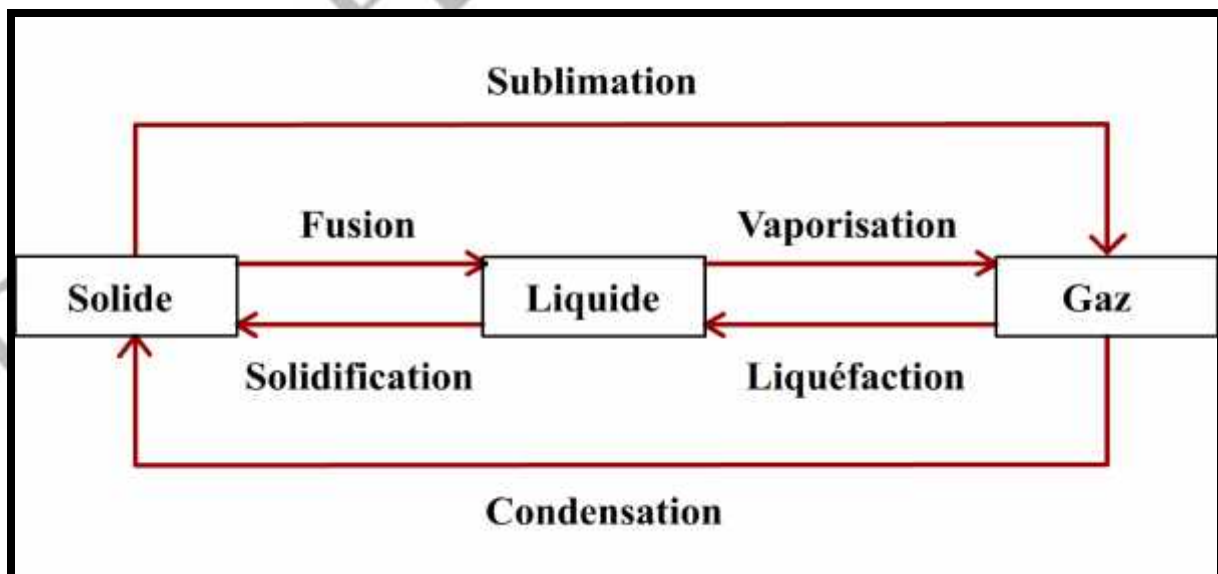 Sublimation
Fusion
Vaporisation
Solide
Liquide
Gaz
Solidification
Liquéfaction
Condensation